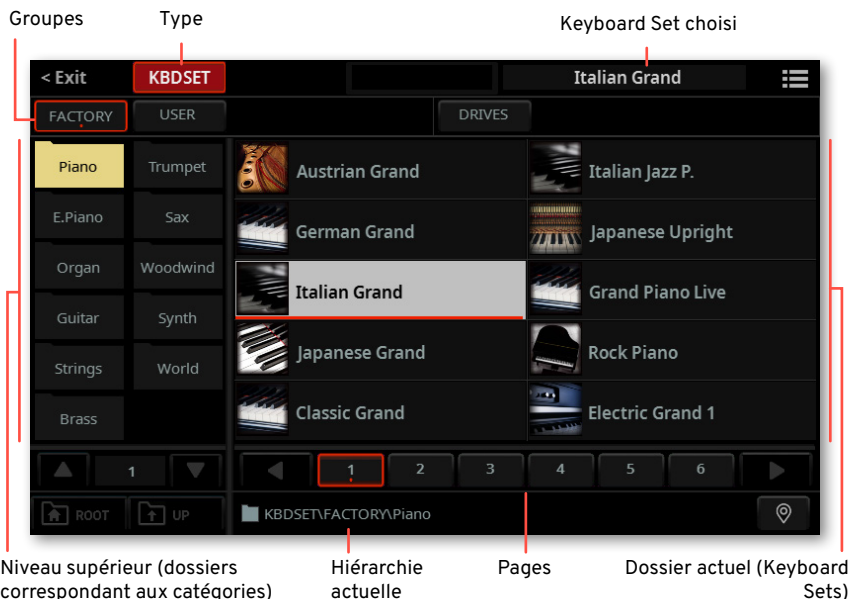 Groupes
Type
Keyboard Set choisi
< Exit
KBDSET
Italian Grand
FACTORY
USER
DRIVES
Piano
Trumpet
E.Piano
Sax
Organ
Woodwind
Guitar
Synth
Strings
World
Brass
Austrian Grand
Italian Jazz P.
German Grand
Japanese Upright
Italian Grand
Grand Piano Live
Japanese Grand
Rock Piano
Classic Grand
Electric Grand 1
1
1
2
3
4
5
6
ROOT
UP
KBDSET\FACTORY\Piano
Niveau supérieur (dossiers
correspondant aux catégories)
Hiérarchie
actuelle
Pages
Dossier actuel (Keyboard
Sets)